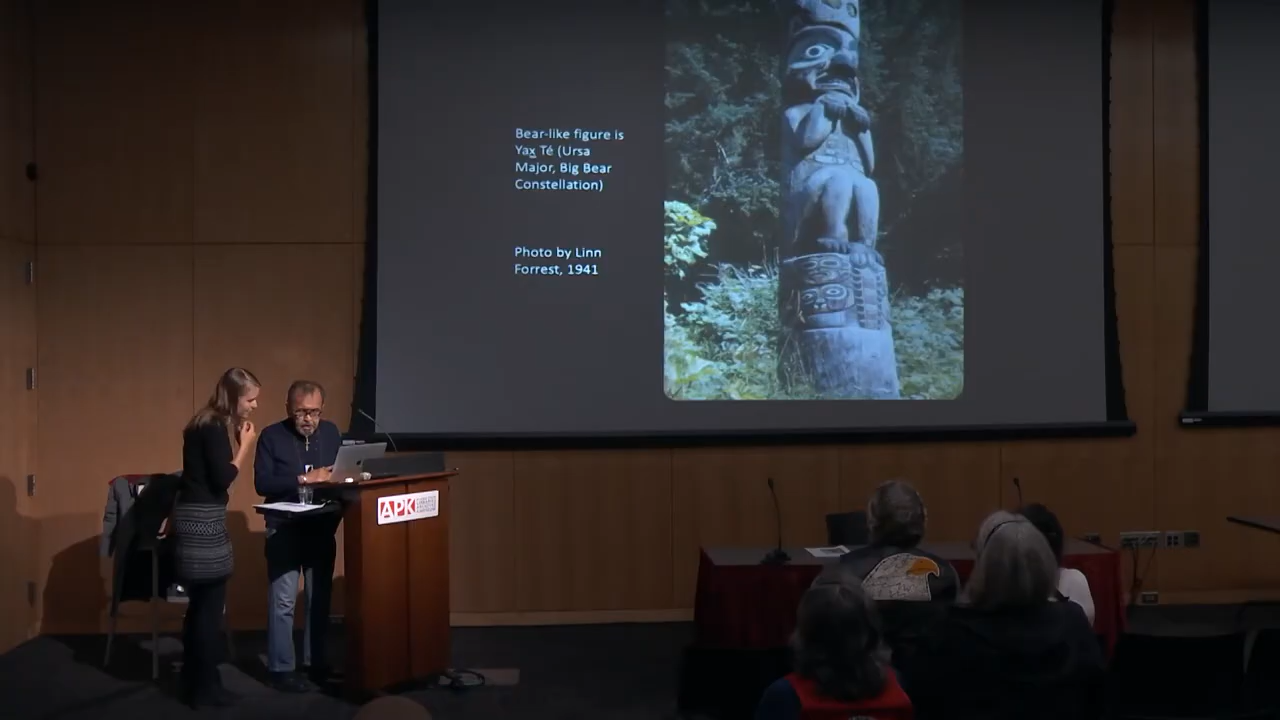 Bear-like figure is
Yax̱ Té (Ursa
Major, Big Bear
Constellation)
Photo by Linn
Forrest, 1941
APK